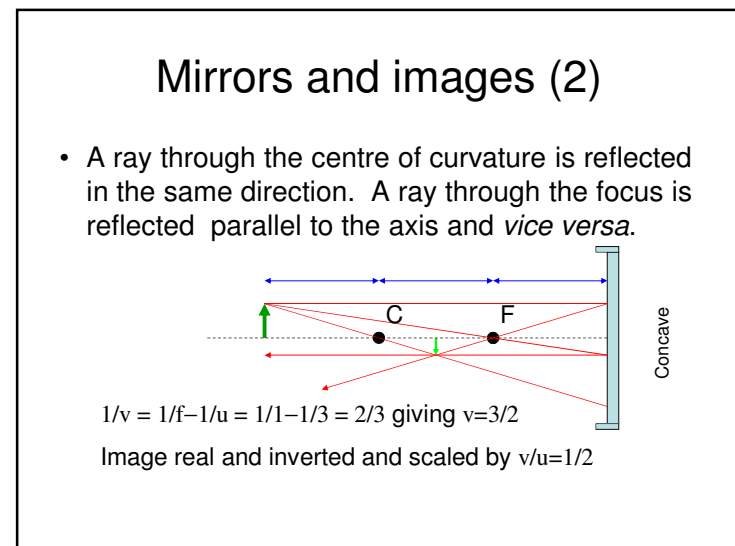 Mirrors and images (2)
• A ray through the centre of curvature is reflected
in the same direction.  A ray through the focus is
reflected  parallel to the axis and vice versa.
C
F
Concave
1/v = 1/f−1/u = 1/1−1/3 = 2/3 giving v=3/2
Image real and inverted and scaled by v/u=1/2